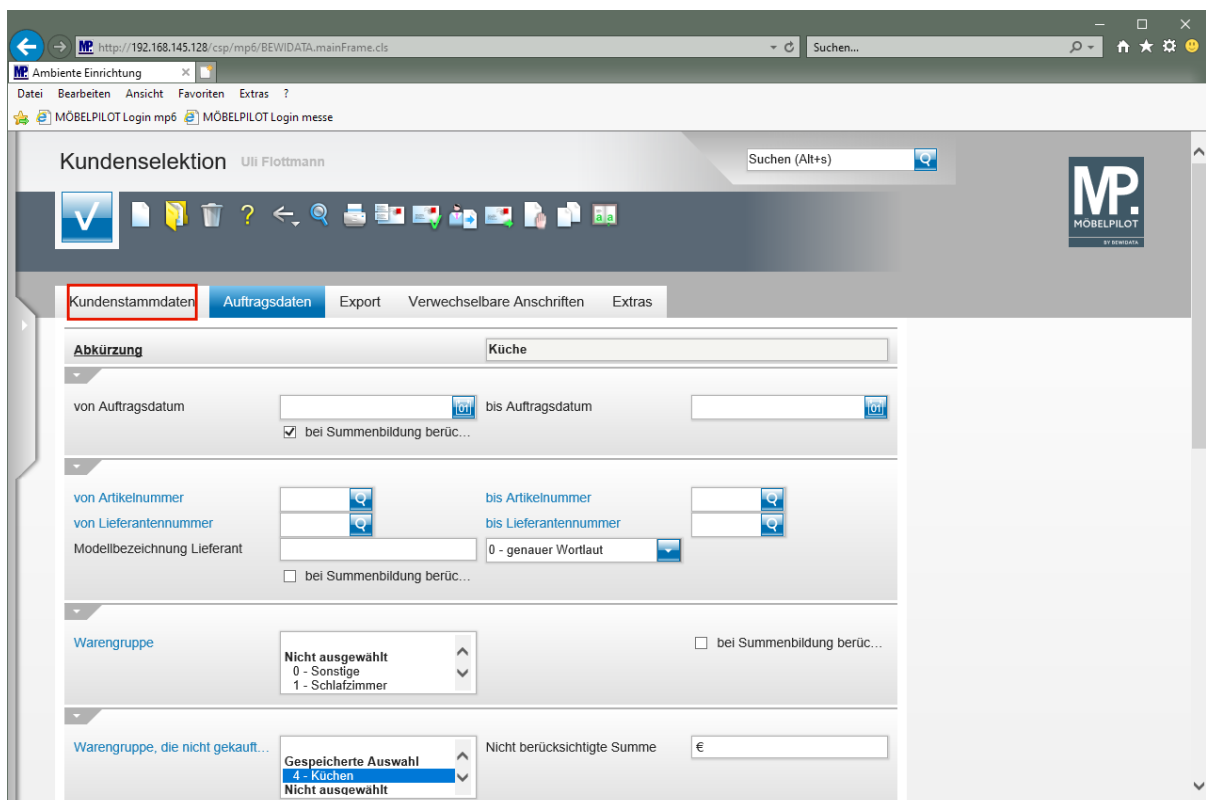 http://192.168.145.128/csp/mp6/BEWIDATA.mainFrame.cls
Suchen...
MP. Ambiente Einrichtung
Datei Bearbeiten Ansicht Favoriten Extras ?
MÖBELPILOT Login mp6 MÖBELPILOT Login messe
Kundenselektion Uli Flottmann
Suchen (Alt+s)
MP.
MÖBELPILOT
BY BEWIDATA
Kundenstammdaten Auftragsdaten Export Verwechselbare Anschriften Extras
Abkürzung Küche
von Auftragsdatum bis Auftragsdatum
bei Summenbildung berüc...
von Artikelnummer bis Artikelnummer
von Lieferantennummer bis Lieferantennummer
Modellbezeichnung Lieferant 0 - genauer Wortlaut
bei Summenbildung berüc...
Warengruppe bei Summenbildung berüc...
Nicht ausgewählt
0 - Sonstige
1 - Schlafzimmer
Warengruppe, die nicht gekauft... Nicht berücksichtigte Summe €
Gespeicherte Auswahl
4 - Küchen
Nicht ausgewählt